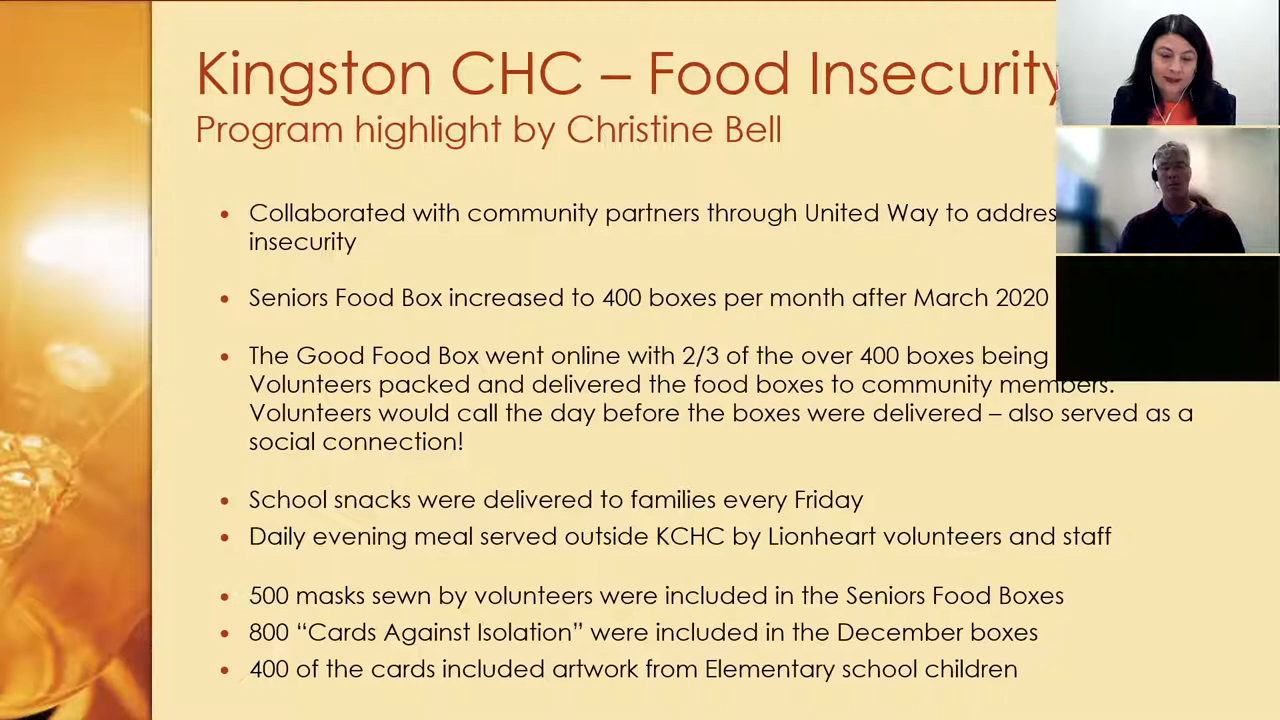 Kingston CHC – Food Insecurity
Program highlight by Christine Bell
• Collaborated with community partners through United Way to addres
insecurity
• Seniors Food Box increased to 400 boxes per month after March 2020
• The Good Food Box went online with 2/3 of the over 400 boxes being
Volunteers packed and delivered the food boxes to community members.
Volunteers would call the day before the boxes were delivered – also served as a
social connection!
• School snacks were delivered to families every Friday
• Daily evening meal served outside KCHC by Lionheart volunteers and staff
• 500 masks sewn by volunteers were included in the Seniors Food Boxes
• 800 “Cards Against Isolation” were included in the December boxes
• 400 of the cards included artwork from Elementary school children